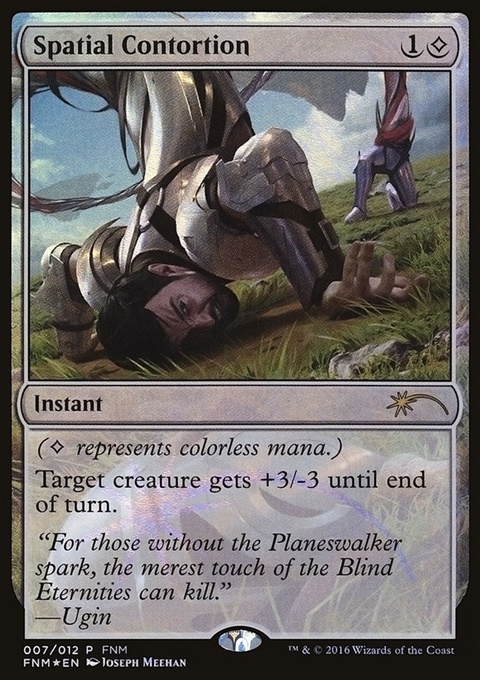 Spatial Contortion 1◇
Instant
(◇ represents colorless mana.)
Target creature gets +3/-3 until end
of turn.
“For those without the Planeswalker
spark, the merest touch of the Blind
Eternities can kill.”
—Ugin
007/012 P FNM
FNM★EN Joseph Meehan
™ & © 2016 Wizards of the Coast